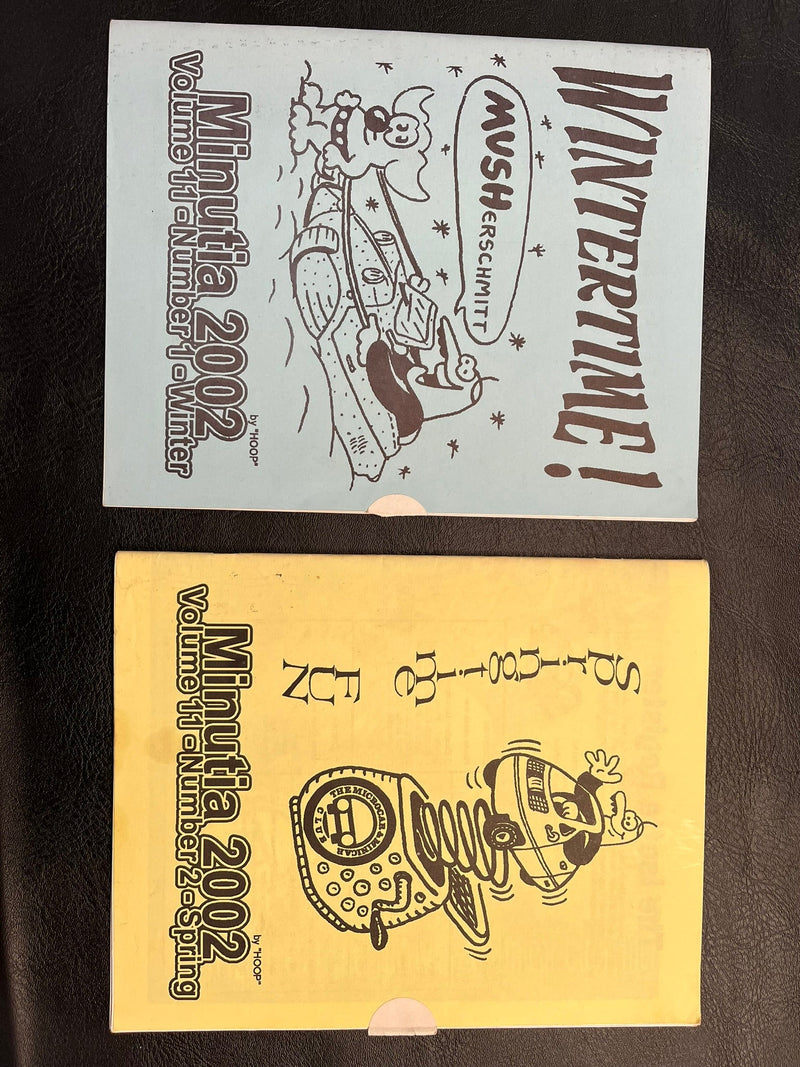 WINTERTIME!
MUSHERSCHMITT
by "HOOP"
Minutia 2002
Volume 11 - Number 1 - Winter
Springtime
FUN
THE MICROCAR & MINICAR
CLUB
by "HOOP"
Minutia 2002
Volume 11 - Number 2 - Spring